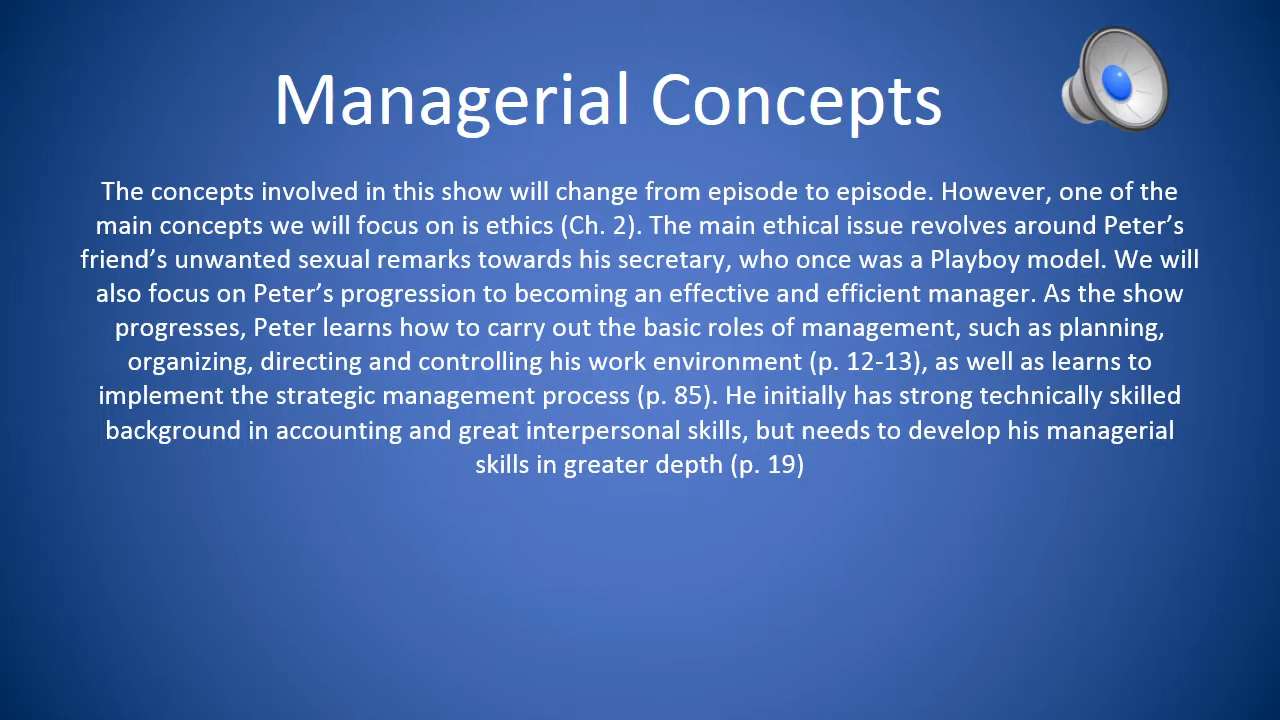 Managerial Concepts
The concepts involved in this show will change from episode to episode. However, one of the
main concepts we will focus on is ethics (Ch. 2). The main ethical issue revolves around Peter’s
friend’s unwanted sexual remarks towards his secretary, who once was a Playboy model. We will
also focus on Peter’s progression to becoming an effective and efficient manager. As the show
progresses, Peter learns how to carry out the basic roles of management, such as planning,
organizing, directing and controlling his work environment (p. 12-13), as well as learns to
implement the strategic management process (p. 85). He initially has strong technically skilled
background in accounting and great interpersonal skills, but needs to develop his managerial
skills in greater depth (p. 19)